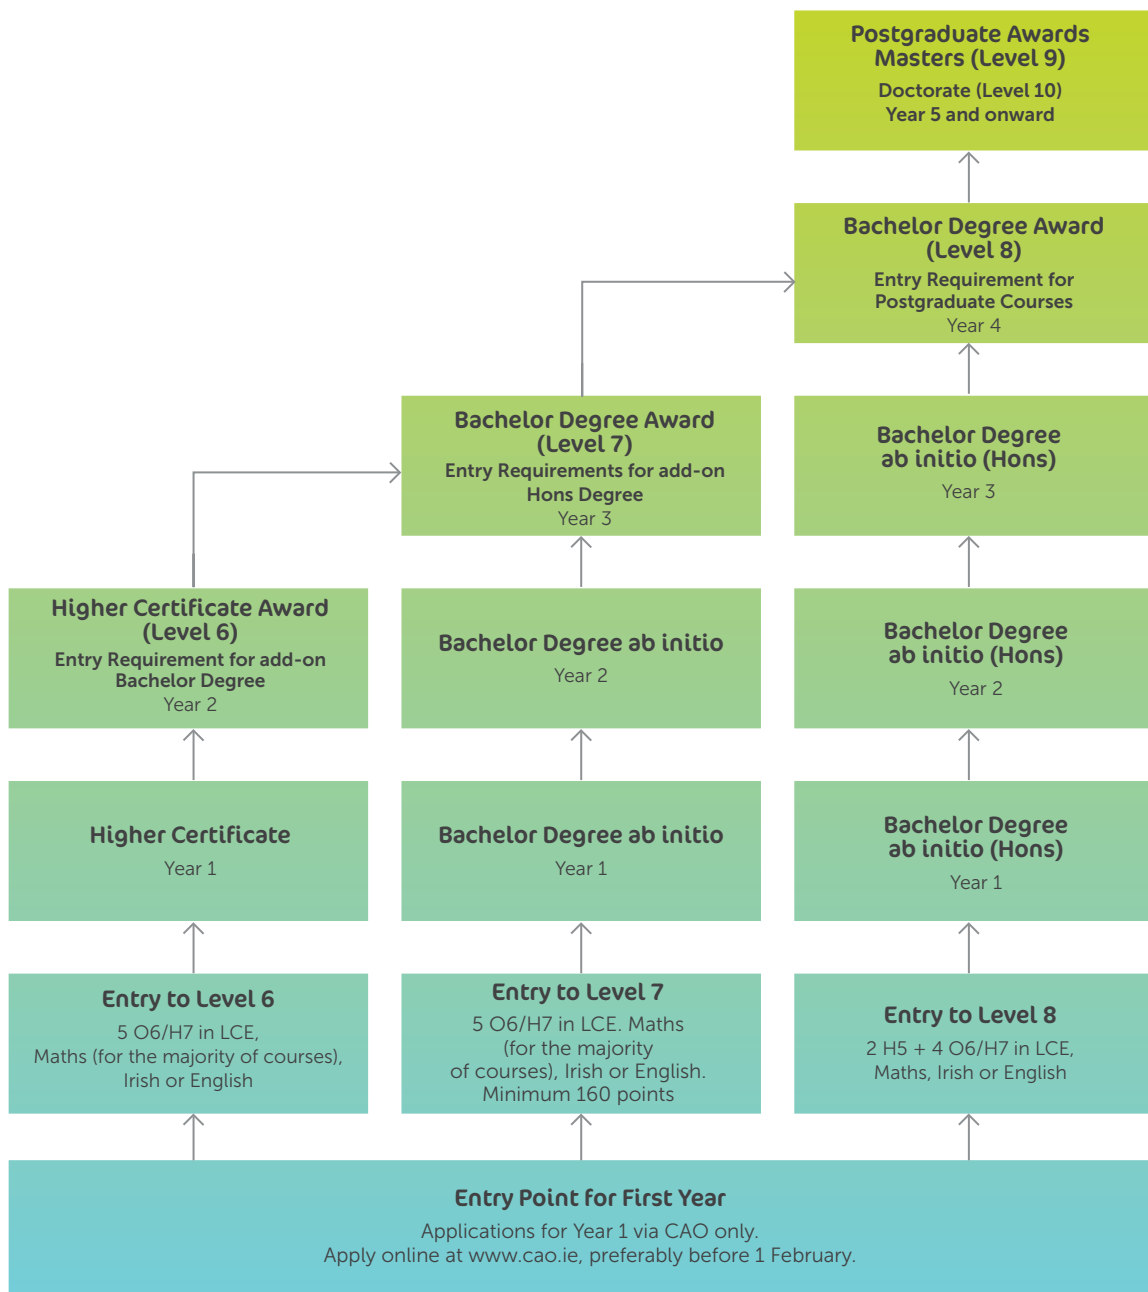 Postgraduate Awards
Masters (Level 9)
Doctorate (Level 10)
Year 5 and onward
Bachelor Degree Award
(Level 8)
Entry Requirement for
Postgraduate Courses
Year 4
Bachelor Degree Award
(Level 7)
Entry Requirements for add-on
Hons Degree
Year 3
Bachelor Degree
ab initio (Hons)
Year 3
Higher Certificate Award
(Level 6)
Entry Requirement for add-on
Bachelor Degree
Year 2
Bachelor Degree ab initio
Year 2
Bachelor Degree
ab initio (Hons)
Year 2
Higher Certificate
Year 1
Bachelor Degree ab initio
Year 1
Bachelor Degree
ab initio (Hons)
Year 1
Entry to Level 6
5 O6/H7 in LCE,
Maths (for the majority of courses),
Irish or English
Entry to Level 7
5 O6/H7 in LCE. Maths
(for the majority
of courses), Irish or English.
Minimum 160 points
Entry to Level 8
2 H5 + 4 O6/H7 in LCE,
Maths, Irish or English
Entry Point for First Year
Applications for Year 1 via CAO only.
Apply online at www.cao.ie, preferably before 1 February.